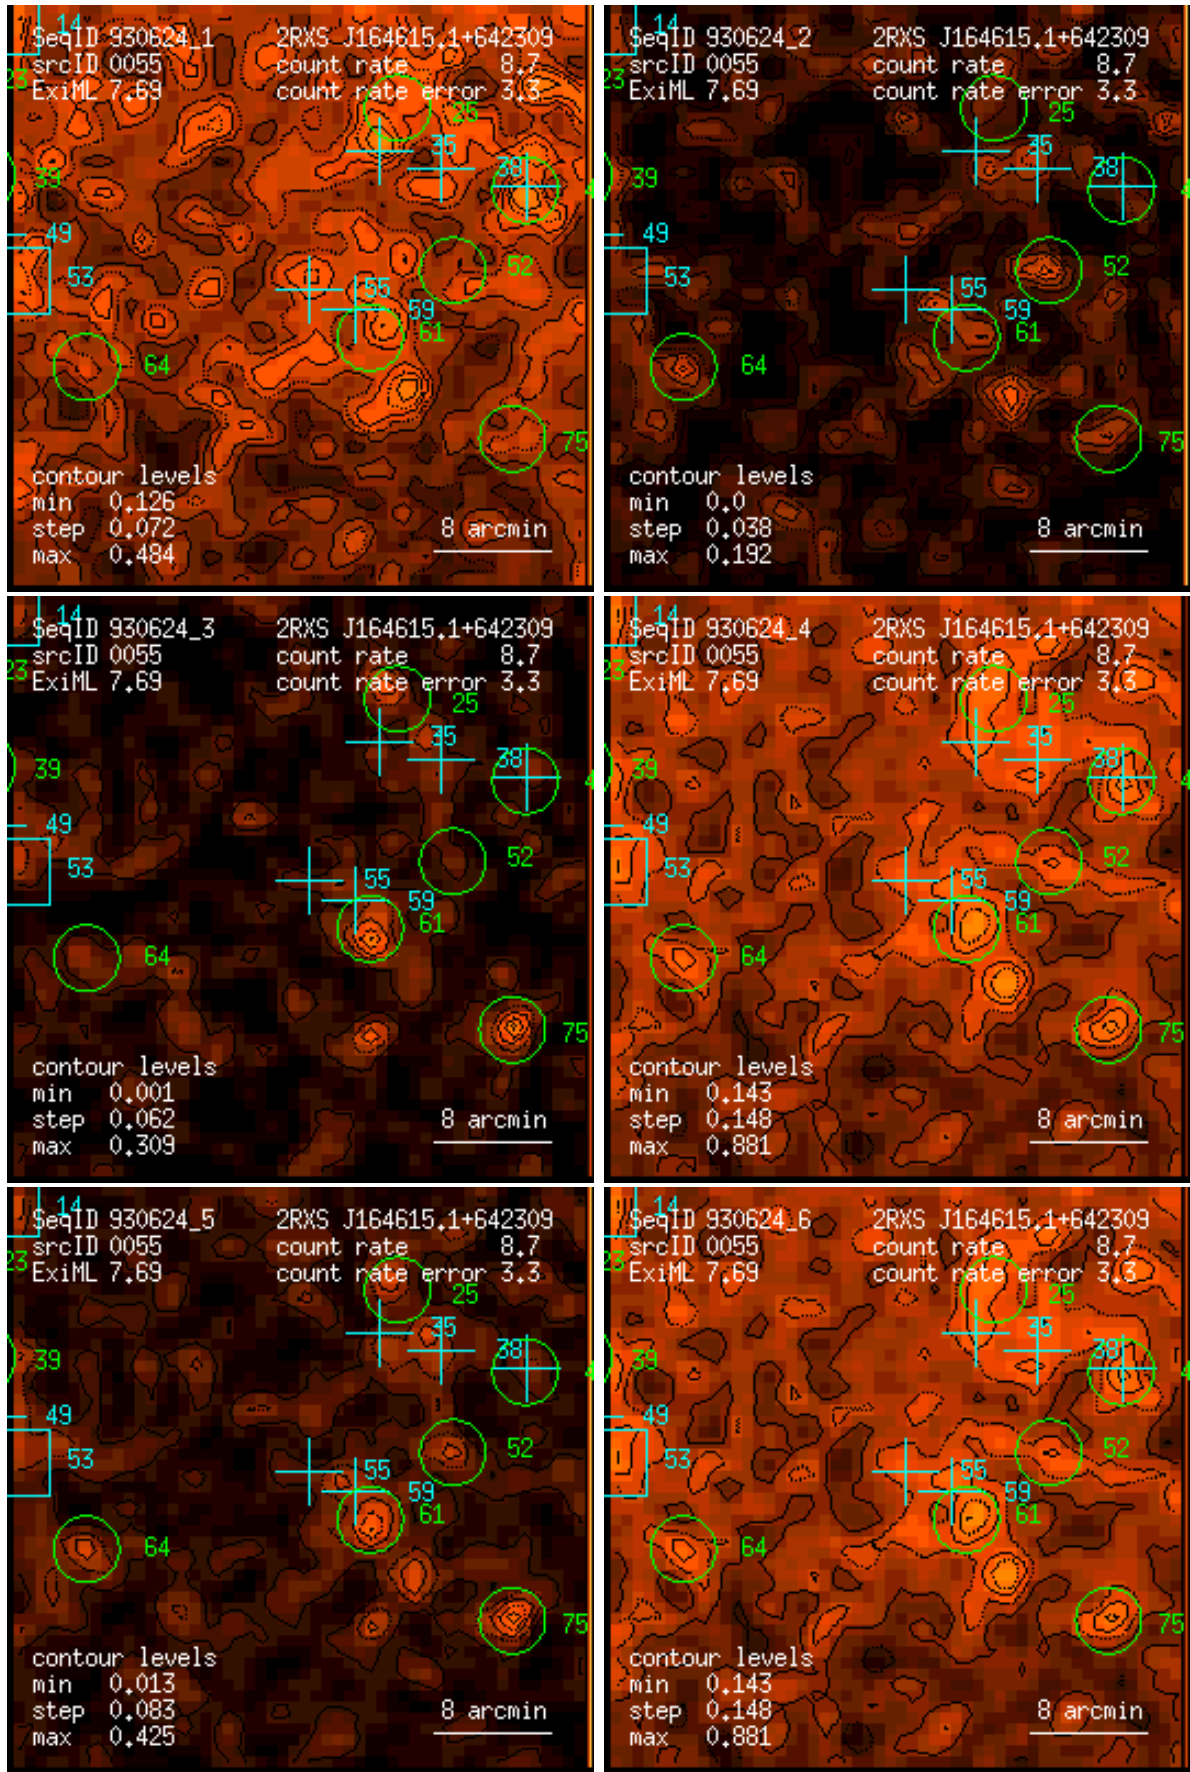 14
SeqID 930624_1 2RXS J164615.1+642309
srcID 0055 count rate 8.7
23
ExiML 7.69 count rate error 3.3
25
35
38
39 4
49
52
53 55
59
61
64
75
contour levels
min 0.126
step 0.072 8 arcmin
max 0.484
14
SeqID 930624_2 2RXS J164615.1+642309
srcID 0055 count rate 8.7
23
ExiML 7.69 count rate error 3.3
25
35
38
39 4
49
52
53 55
59
61
64
75
contour levels
min 0.0
step 0.038 8 arcmin
max 0.192
14
SeqID 930624_3 2RXS J164615.1+642309
srcID 0055 count rate 8.7
23
ExiML 7.69 count rate error 3.3
25
35
38
39 4
49
52
53 55
59
61
64
75
contour levels
min 0.001
step 0.062 8 arcmin
max 0.309
14
SeqID 930624_4 2RXS J164615.1+642309
srcID 0055 count rate 8.7
23
ExiML 7.69 count rate error 3.3
25
35
38
39 4
49
52
53 55
59
61
64
75
contour levels
min 0.143
step 0.148 8 arcmin
max 0.881
14
SeqID 930624_5 2RXS J164615.1+642309
srcID 0055 count rate 8.7
23
ExiML 7.69 count rate error 3.3
25
35
38
39 4
49
52
53 55
59
61
64
75
contour levels
min 0.013
step 0.083 8 arcmin
max 0.425
14
SeqID 930624_6 2RXS J164615.1+642309
srcID 0055 count rate 8.7
23
ExiML 7.69 count rate error 3.3
25
35
38
39 4
49
52
53 55
59
61
64
75
contour levels
min 0.143
step 0.148 8 arcmin
max 0.881